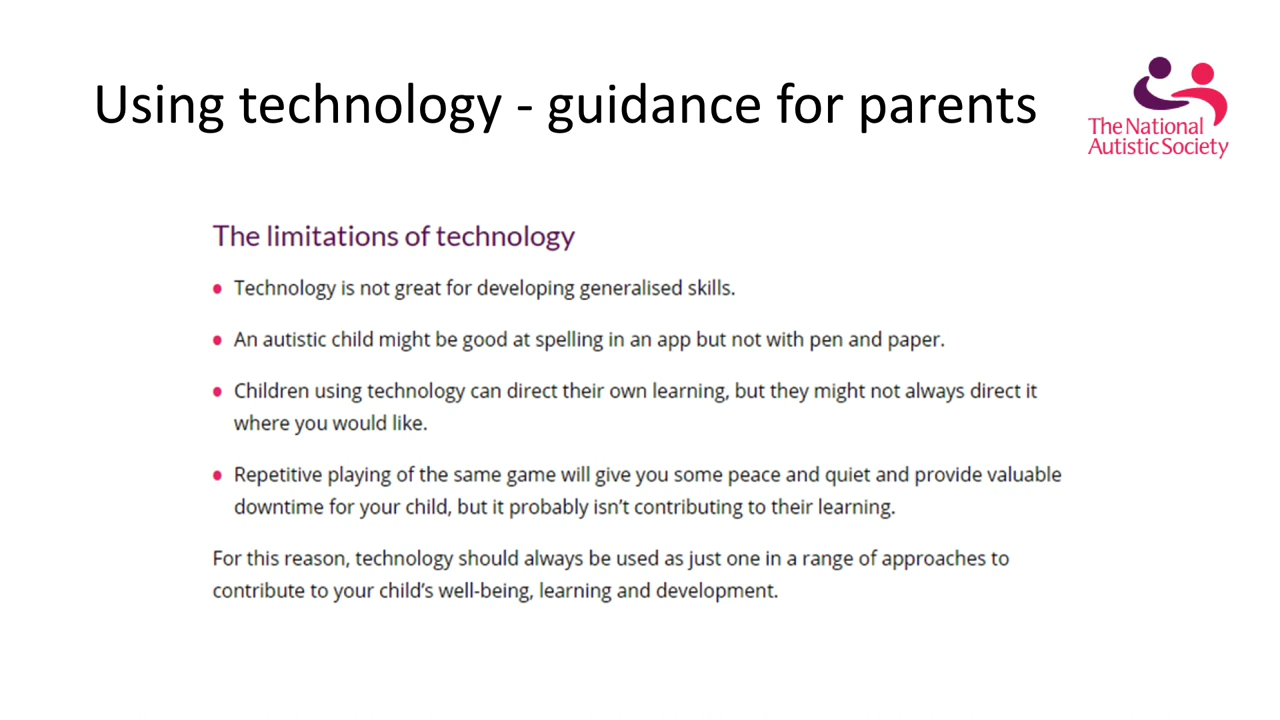 Using technology - guidance for parents
The National
Autistic Society
The limitations of technology
Technology is not great for developing generalised skills.
An autistic child might be good at spelling in an app but not with pen and paper.
Children using technology can direct their own learning, but they might not always direct it
where you would like.
Repetitive playing of the same game will give you some peace and quiet and provide valuable
downtime for your child, but it probably isn't contributing to their learning.
For this reason, technology should always be used as just one in a range of approaches to
contribute to your child's well-being, learning and development.